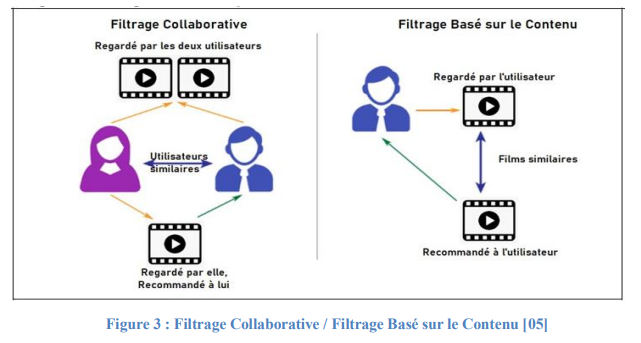 Filtrage Collaborative
Regardé par les deux utilisateurs
Utilisateurs
similaires
Regardé par elle,
Recommandé à lui
Filtrage Basé sur le Contenu
Regardé par l'utilisateur
Films similaires
Recommandé à l'utilisateur
Figure 3 : Filtrage Collaborative / Filtrage Basé sur le Contenu [05]